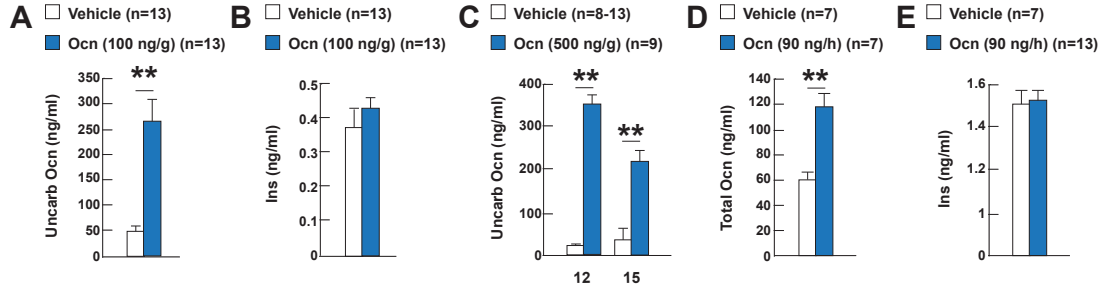 A
Vehicle (n=13)
Ocn (100 ng/g) (n=13)
**
Uncarb Ocn (ng/ml)
350
300
250
200
150
100
50
0
B
Vehicle (n=13)
Ocn (100 ng/g) (n=13)
Ins (ng/ml)
0.5
0.4
0.4
0.2
0.1
0
C
Vehicle (n=8-13)
Ocn (500 ng/g) (n=9)
**
**
Uncarb Ocn (ng/ml)
400
300
200
100
0
12
15
D
Vehicle (n=7)
Ocn (90 ng/h) (n=7)
**
Total Ocn (ng/ml)
140
120
100
80
60
40
20
0
E
Vehicle (n=7)
Ocn (90 ng/h) (n=13)
Ins (ng/ml)
1.6
1.4
1.2
1
0